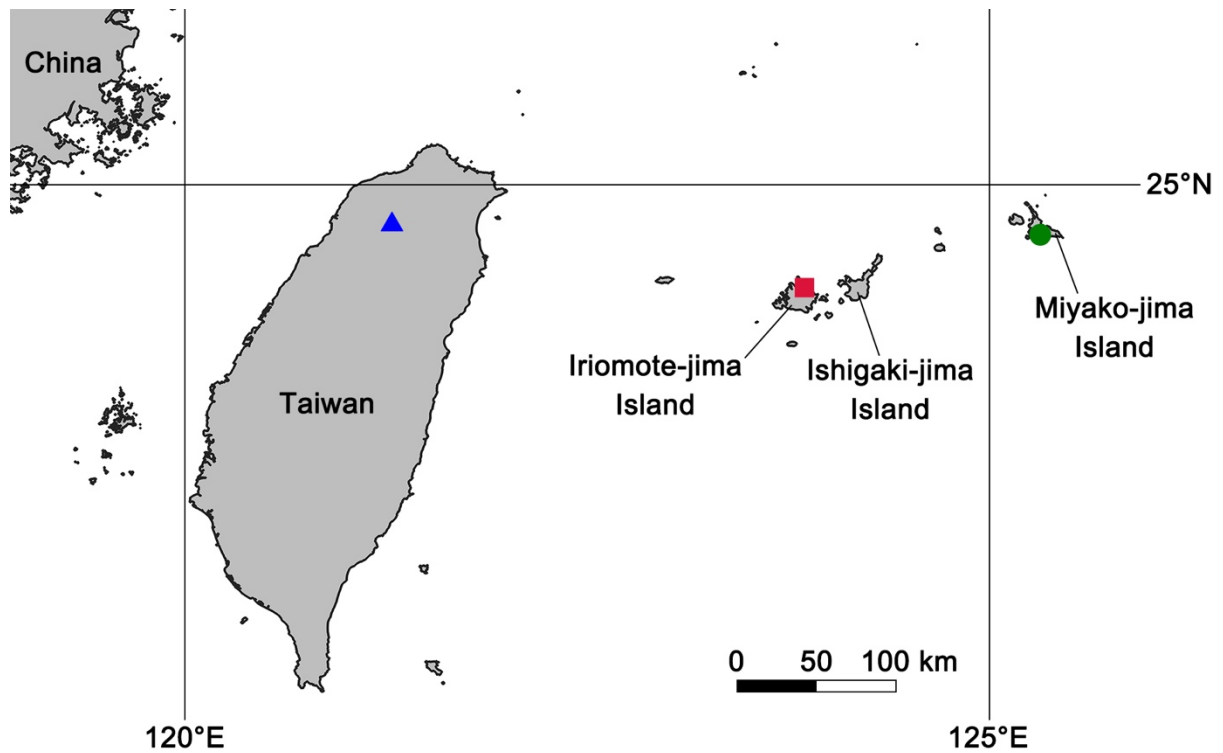 China
25°N
Miyako-jima
Island
Iriomote-jima
Island
Ishigaki-jima
Island
Taiwan
0 50 100 km
120°E
125°E